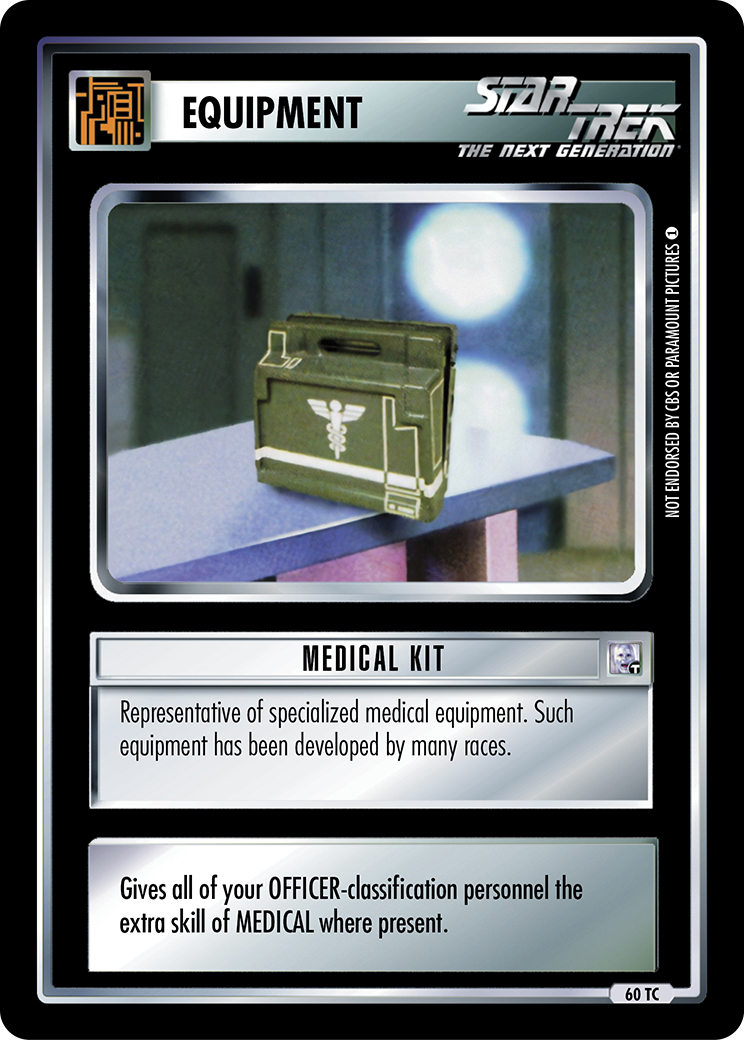 EQUIPMENT
STAR TREK
THE NEXT GENERATION
NOT ENDORSED BY CBS OR PARAMOUNT PICTURES 1
MEDICAL KIT
T
Representative of specialized medical equipment. Such
equipment has been developed by many races.
Gives all of your OFFICER-classification personnel the
extra skill of MEDICAL where present.
60 TC